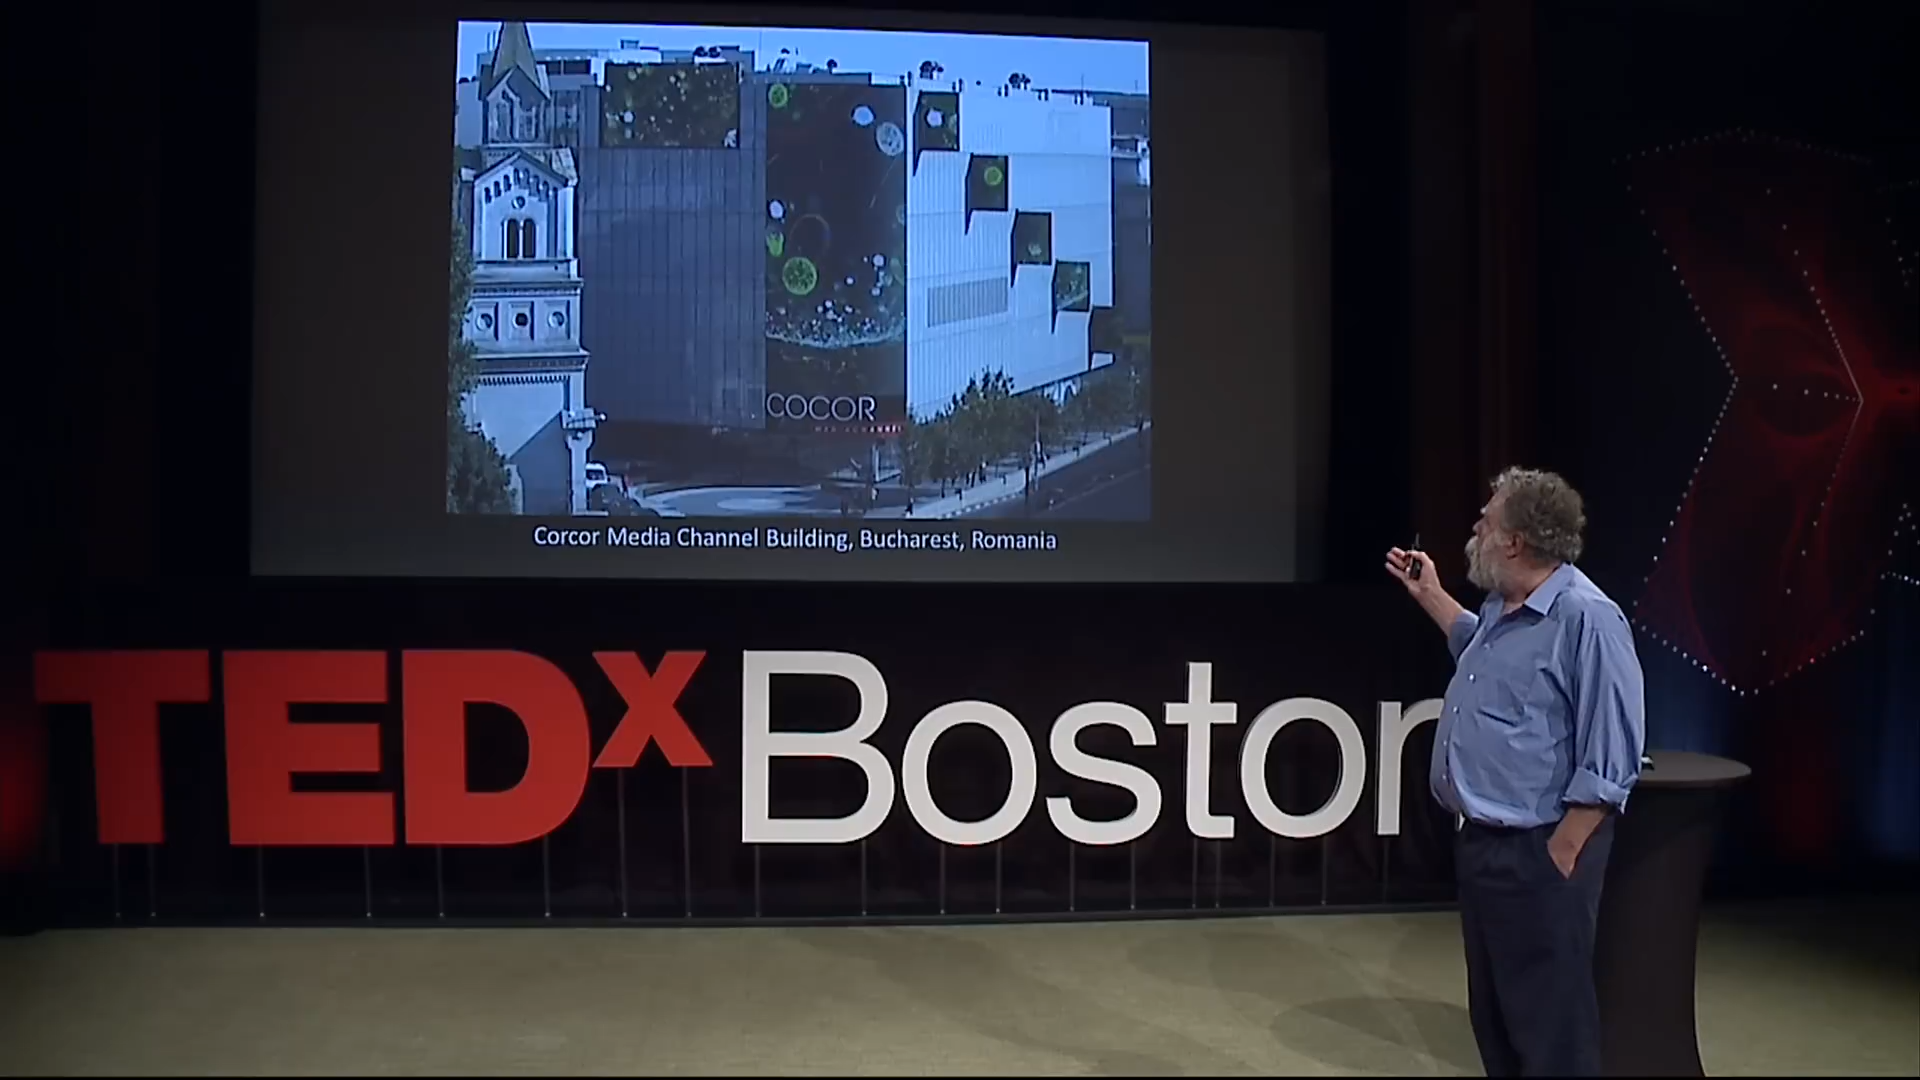 COCOR
Corcor Media Channel Building, Bucharest, Romania
TEDx Boston